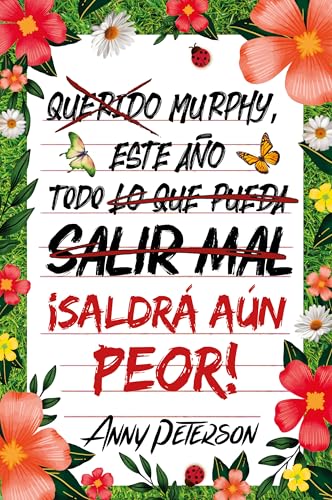 QUERIDO MURPHY,
ESTE AÑO
TODO LO QUE PUEDA
SALIR MAL
¡SALDRÁ AÚN
PEOR!
ANNY PETERSON